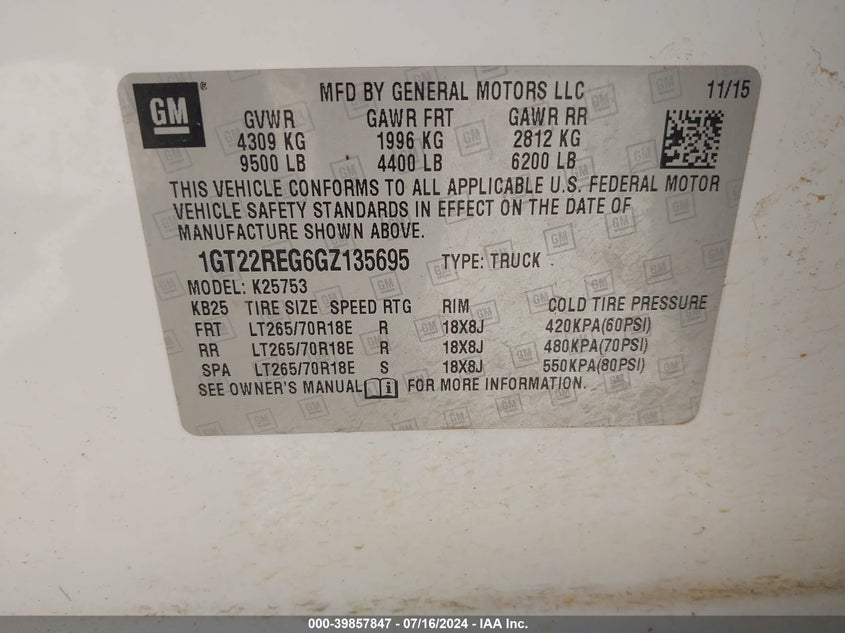 GM ® MFD BY GENERAL MOTORS LLC 11/15
GVWR GAWR FRT GAWR RR
4309 KG 1996 KG 2812 KG
9500 LB 4400 LB 6200 LB
THIS VEHICLE CONFORMS TO ALL APPLICABLE U.S. FEDERAL MOTOR
VEHICLE SAFETY STANDARDS IN EFFECT ON THE DATE OF
MANUFACTURE SHOWN ABOVE.
1GT22REG6GZ135695 TYPE: TRUCK
MODEL: K25753
KB25 TIRE SIZE SPEED RTG RIM COLD TIRE PRESSURE
FRT LT265/70R18E R 18X8J 420KPA(60PSI)
RR LT265/70R18E R 18X8J 480KPA(70PSI)
SPA LT265/70R18E S 18X8J 550KPA(80PSI)
SEE OWNER'S MANUAL i FOR MORE INFORMATION.
000-39857847 - 07/16/2024 - IAA Inc.